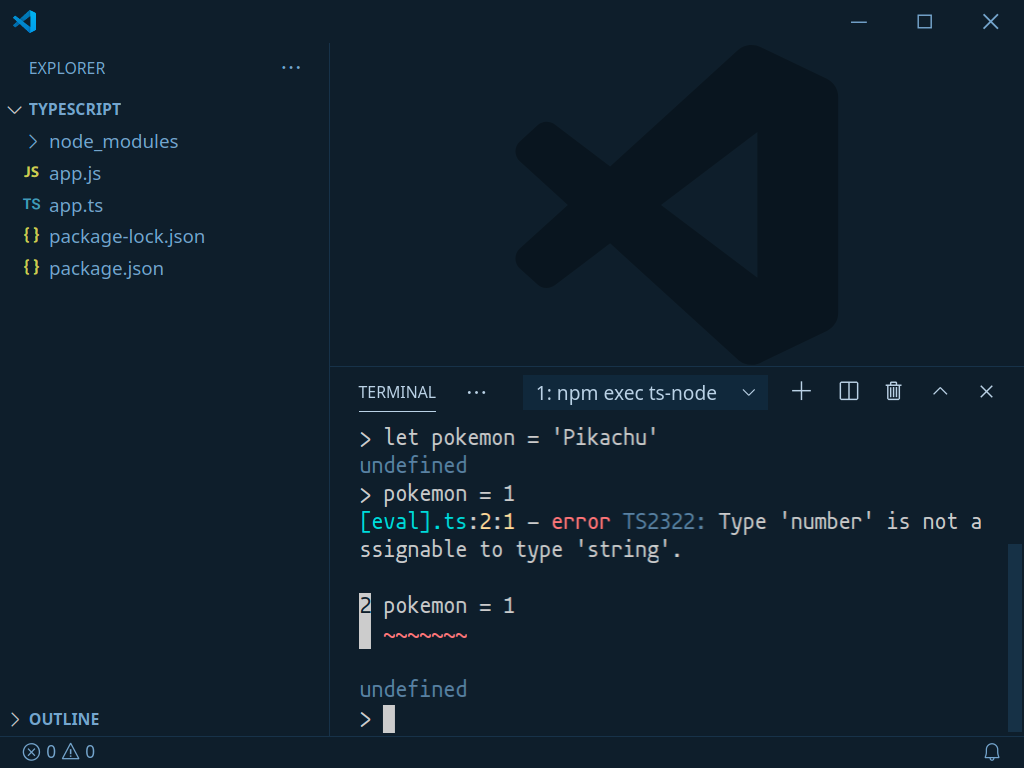 EXPLORER
TYPESCRIPT
node_modules
JS app.js
TS app.ts
{} package-lock.json
{} package.json
OUTLINE
TERMINAL
1: npm exec ts-node
> let pokemon = 'Pikachu'
undefined
> pokemon = 1
[eval].ts:2:1 - error TS2322: Type 'number' is not a
ssignable to type 'string'.
2 pokemon = 1
~~~~~~~
undefined
>
0 0